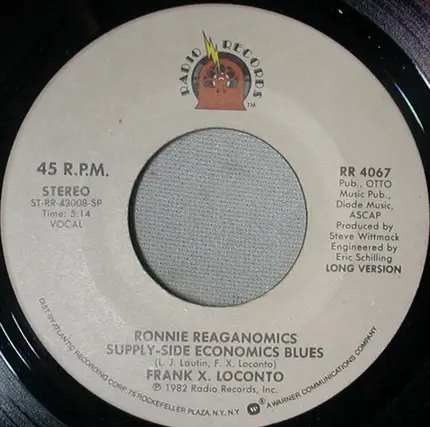 RADIO RECORDS
TM
45 R.P.M.
STEREO
ST-RR-43008-SP
Time: 5:14
VOCAL
RR 4067
Pub., OTTO
Music Pub.,
Diode Music,
ASCAP
Produced by
Steve Wittmack
Engineered by
Eric Schilling
LONG VERSION
RONNIE REAGANOMICS
SUPPLY-SIDE ECONOMICS BLUES
(L. J. Laufin, F. X. Loconto)
FRANK X. LOCONTO
℗ 1982 Radio Records, Inc.
DIST BY ATLANTIC RECORDING CORP. 75 ROCKEFELLER PLAZA, N.Y., N.Y. W ® A WARNER COMMUNICATIONS COMPANY